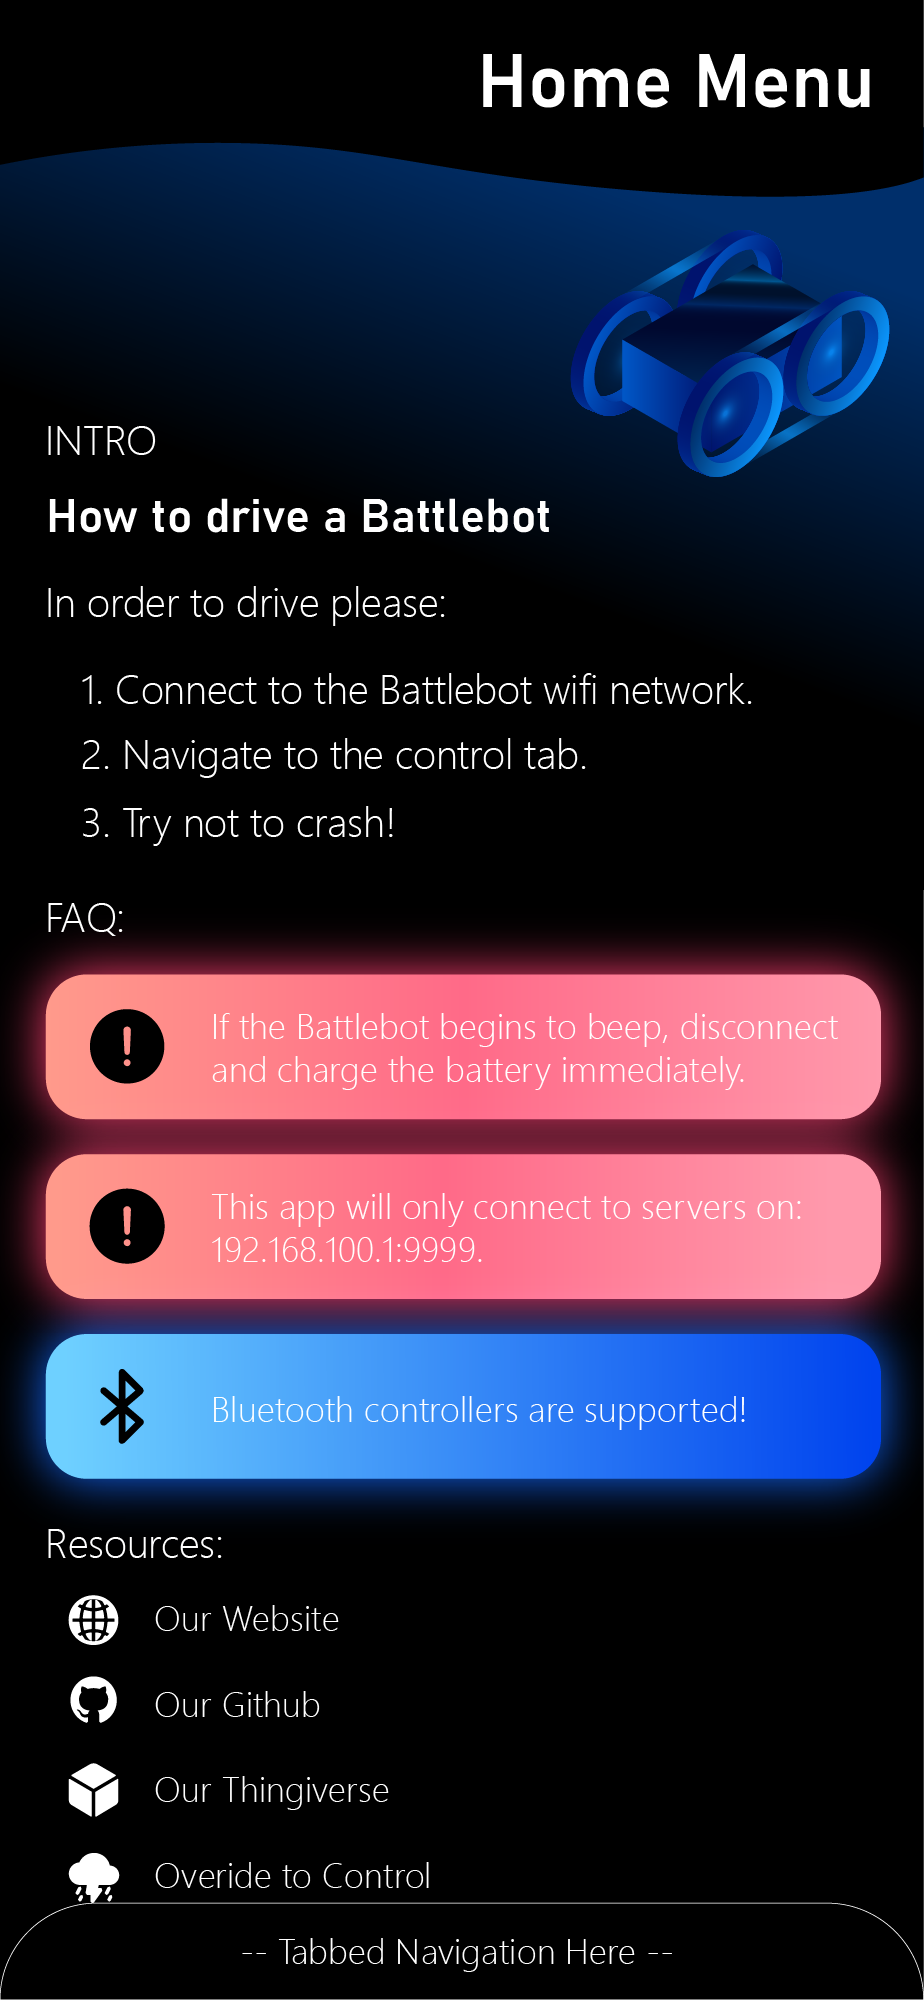 Home Menu
INTRO
How to drive a Battlebot
In order to drive please:
1. Connect to the Battlebot wifi network.
2. Navigate to the control tab.
3. Try not to crash!
FAQ:
If the Battlebot begins to beep, disconnect
and charge the battery immediately.
This app will only connect to servers on:
192.168.100.1:9999.
Bluetooth controllers are supported!
Resources:
Our Website
Our Github
Our Thingiverse
Overide to Control
-- Tabbed Navigation Here --